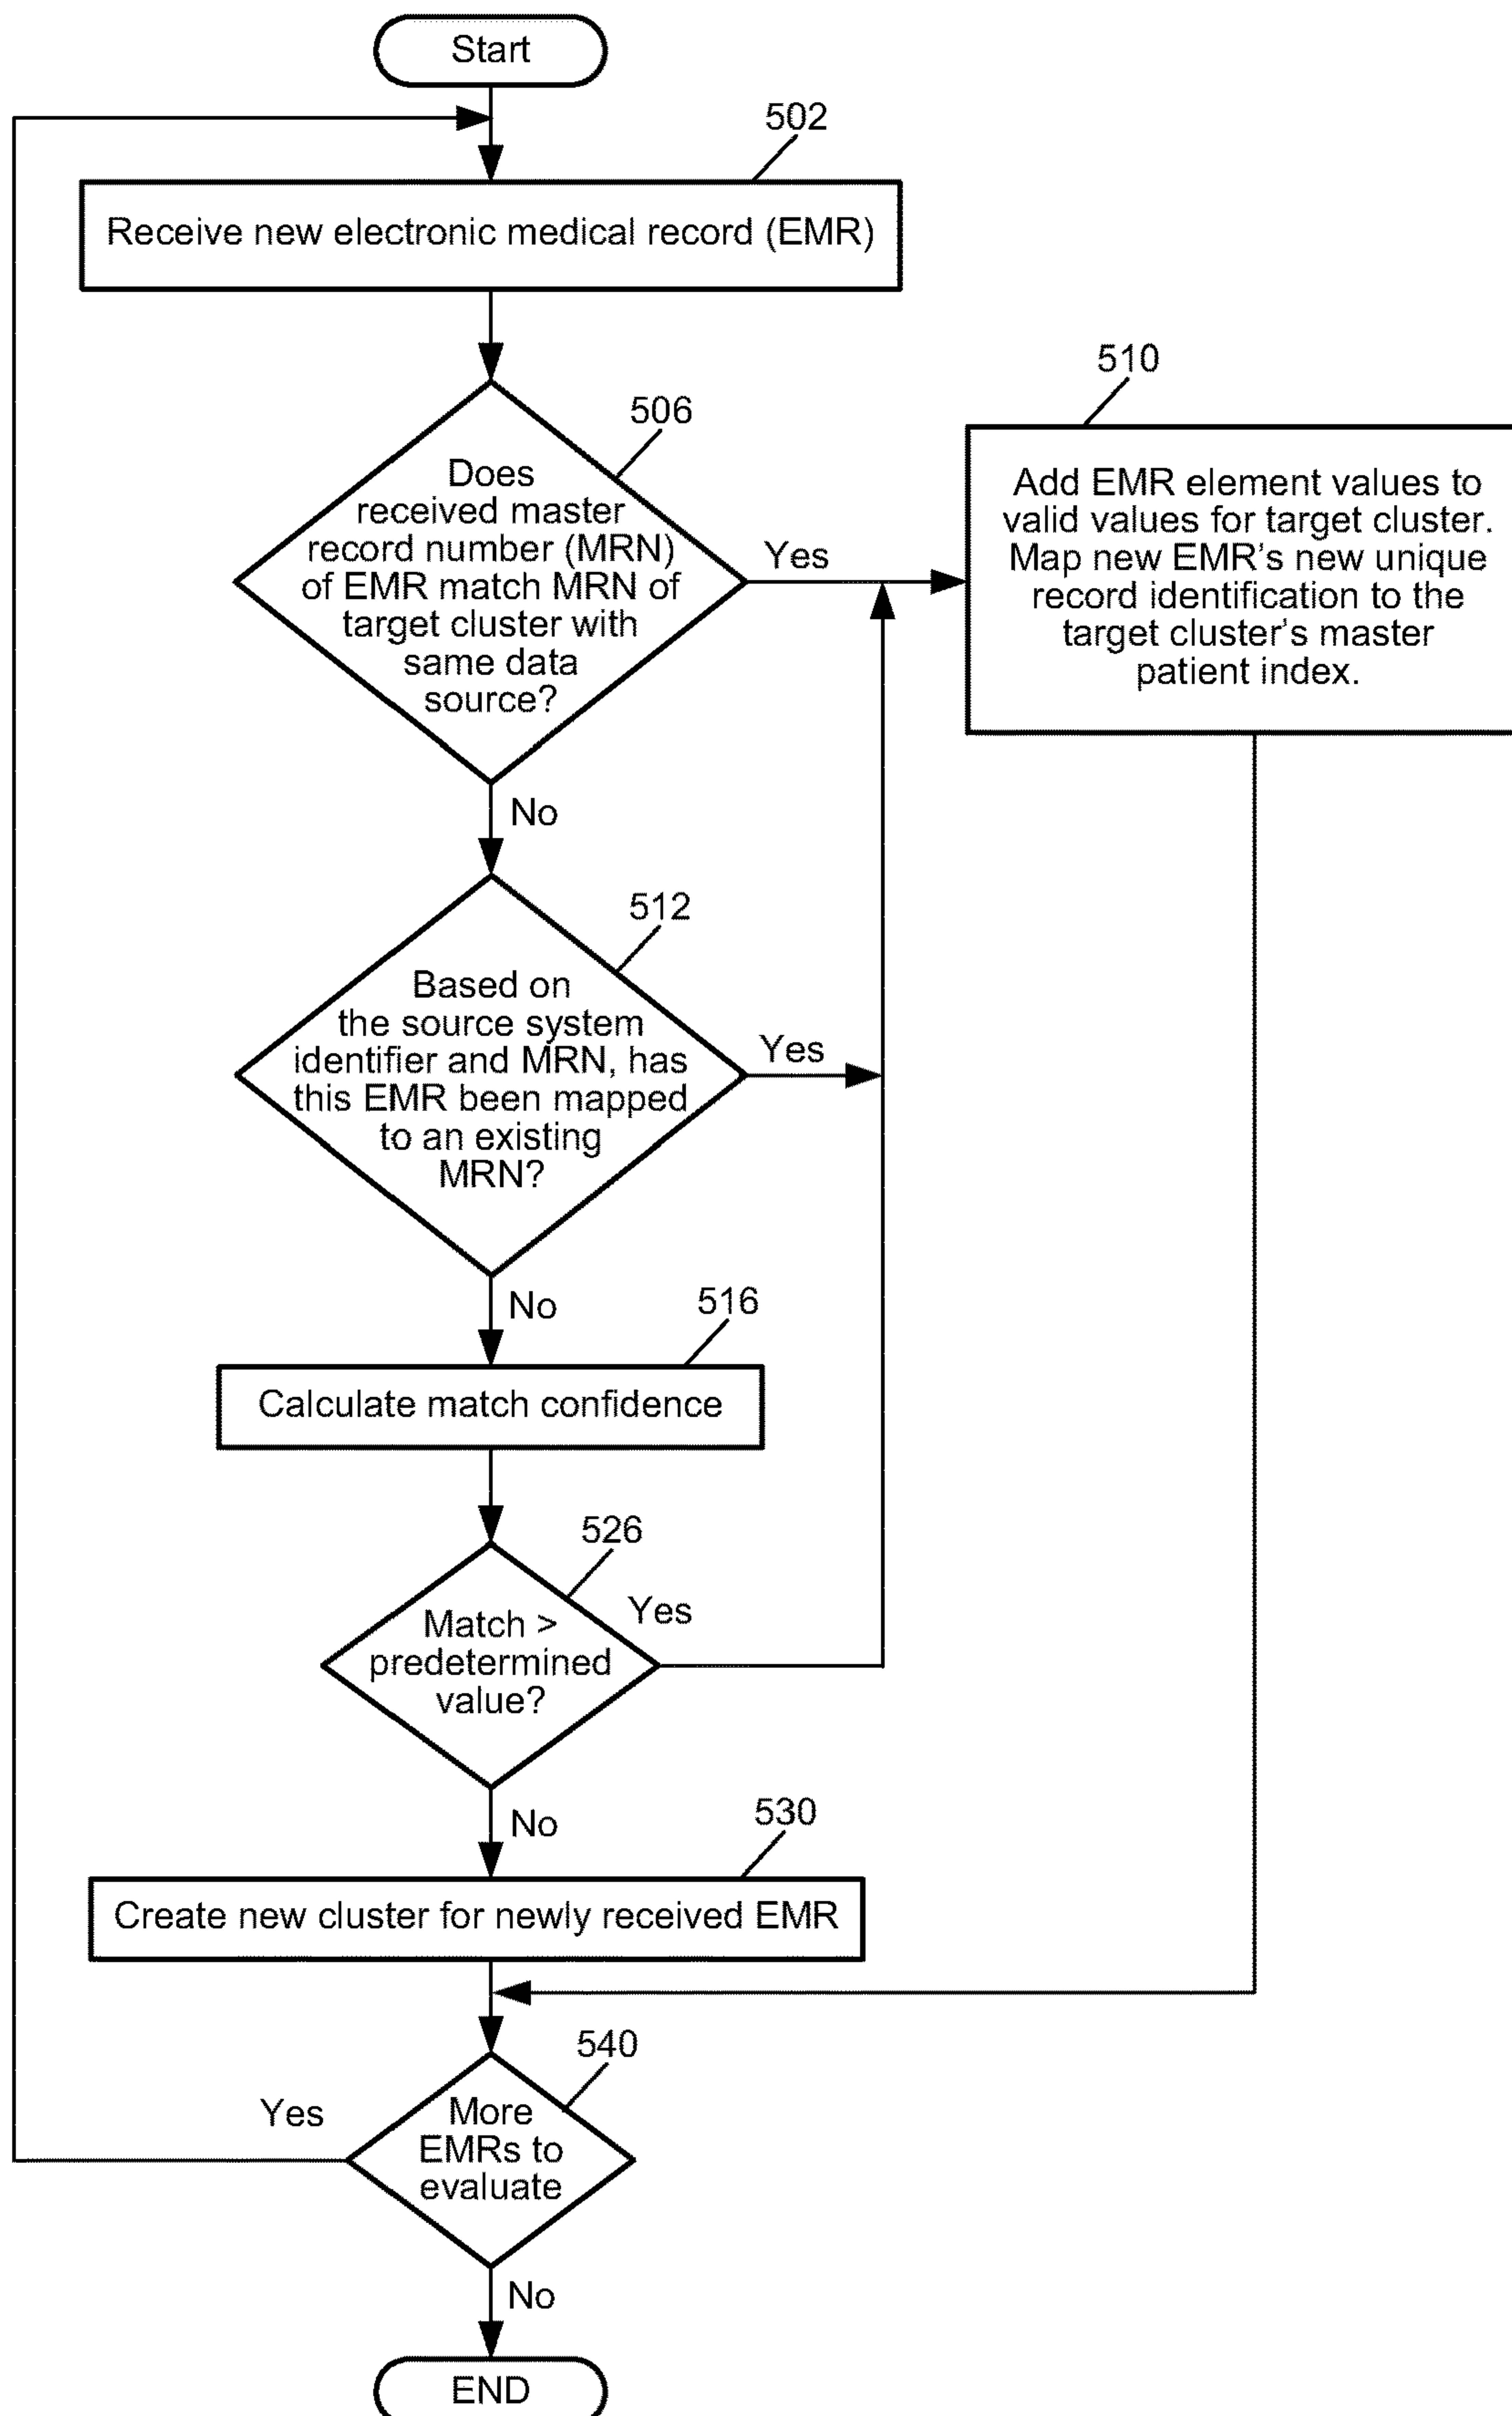 Start
502
Receive new electronic medical record (EMR)
506
Does
received master
record number (MRN)
of EMR match MRN of
target cluster with
same data
source?
Yes
510
Add EMR element values to
valid values for target cluster.
Map new EMR's new unique
record identification to the
target cluster's master
patient index.
No
512
Based on
the source system
identifier and MRN, has
this EMR been mapped
to an existing
MRN?
Yes
No
516
Calculate match confidence
526
Match >
predetermined
value?
Yes
No
530
Create new cluster for newly received EMR
540
More
EMRs to
evaluate
Yes
No
END